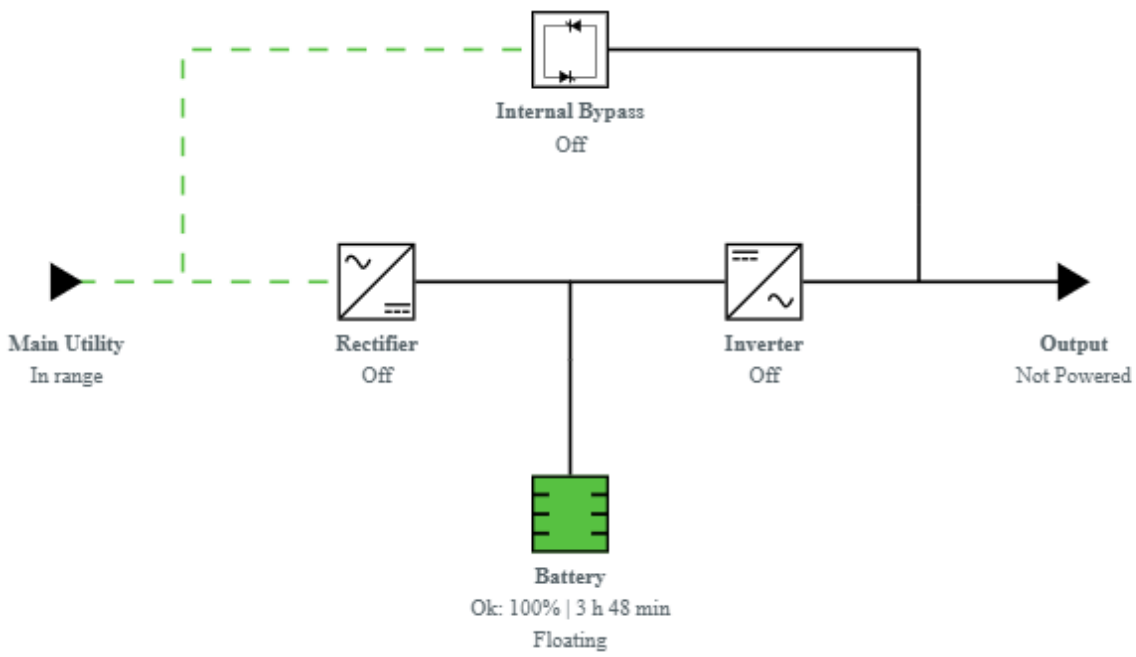 Internal Bypass
Off
Main Utility
In range
Rectifier
Off
Inverter
Off
Output
Not Powered
Battery
Ok: 100% | 3 h 48 min
Floating